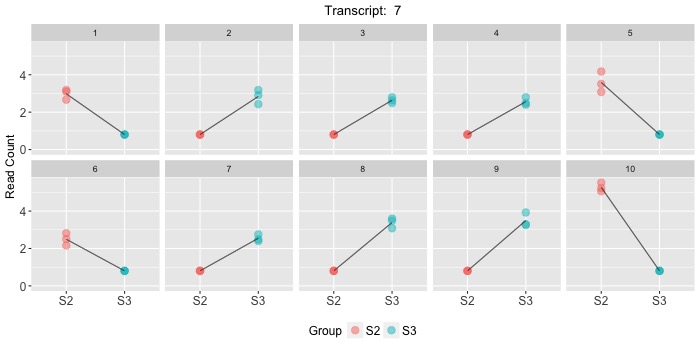 Transcript: 7
1 2 3 4 5
4
2
0
6 7 8 9 10
4
2
0
Read Count
S2 S3 S2 S3 S2 S3 S2 S3 S2 S3
Group S2 S3